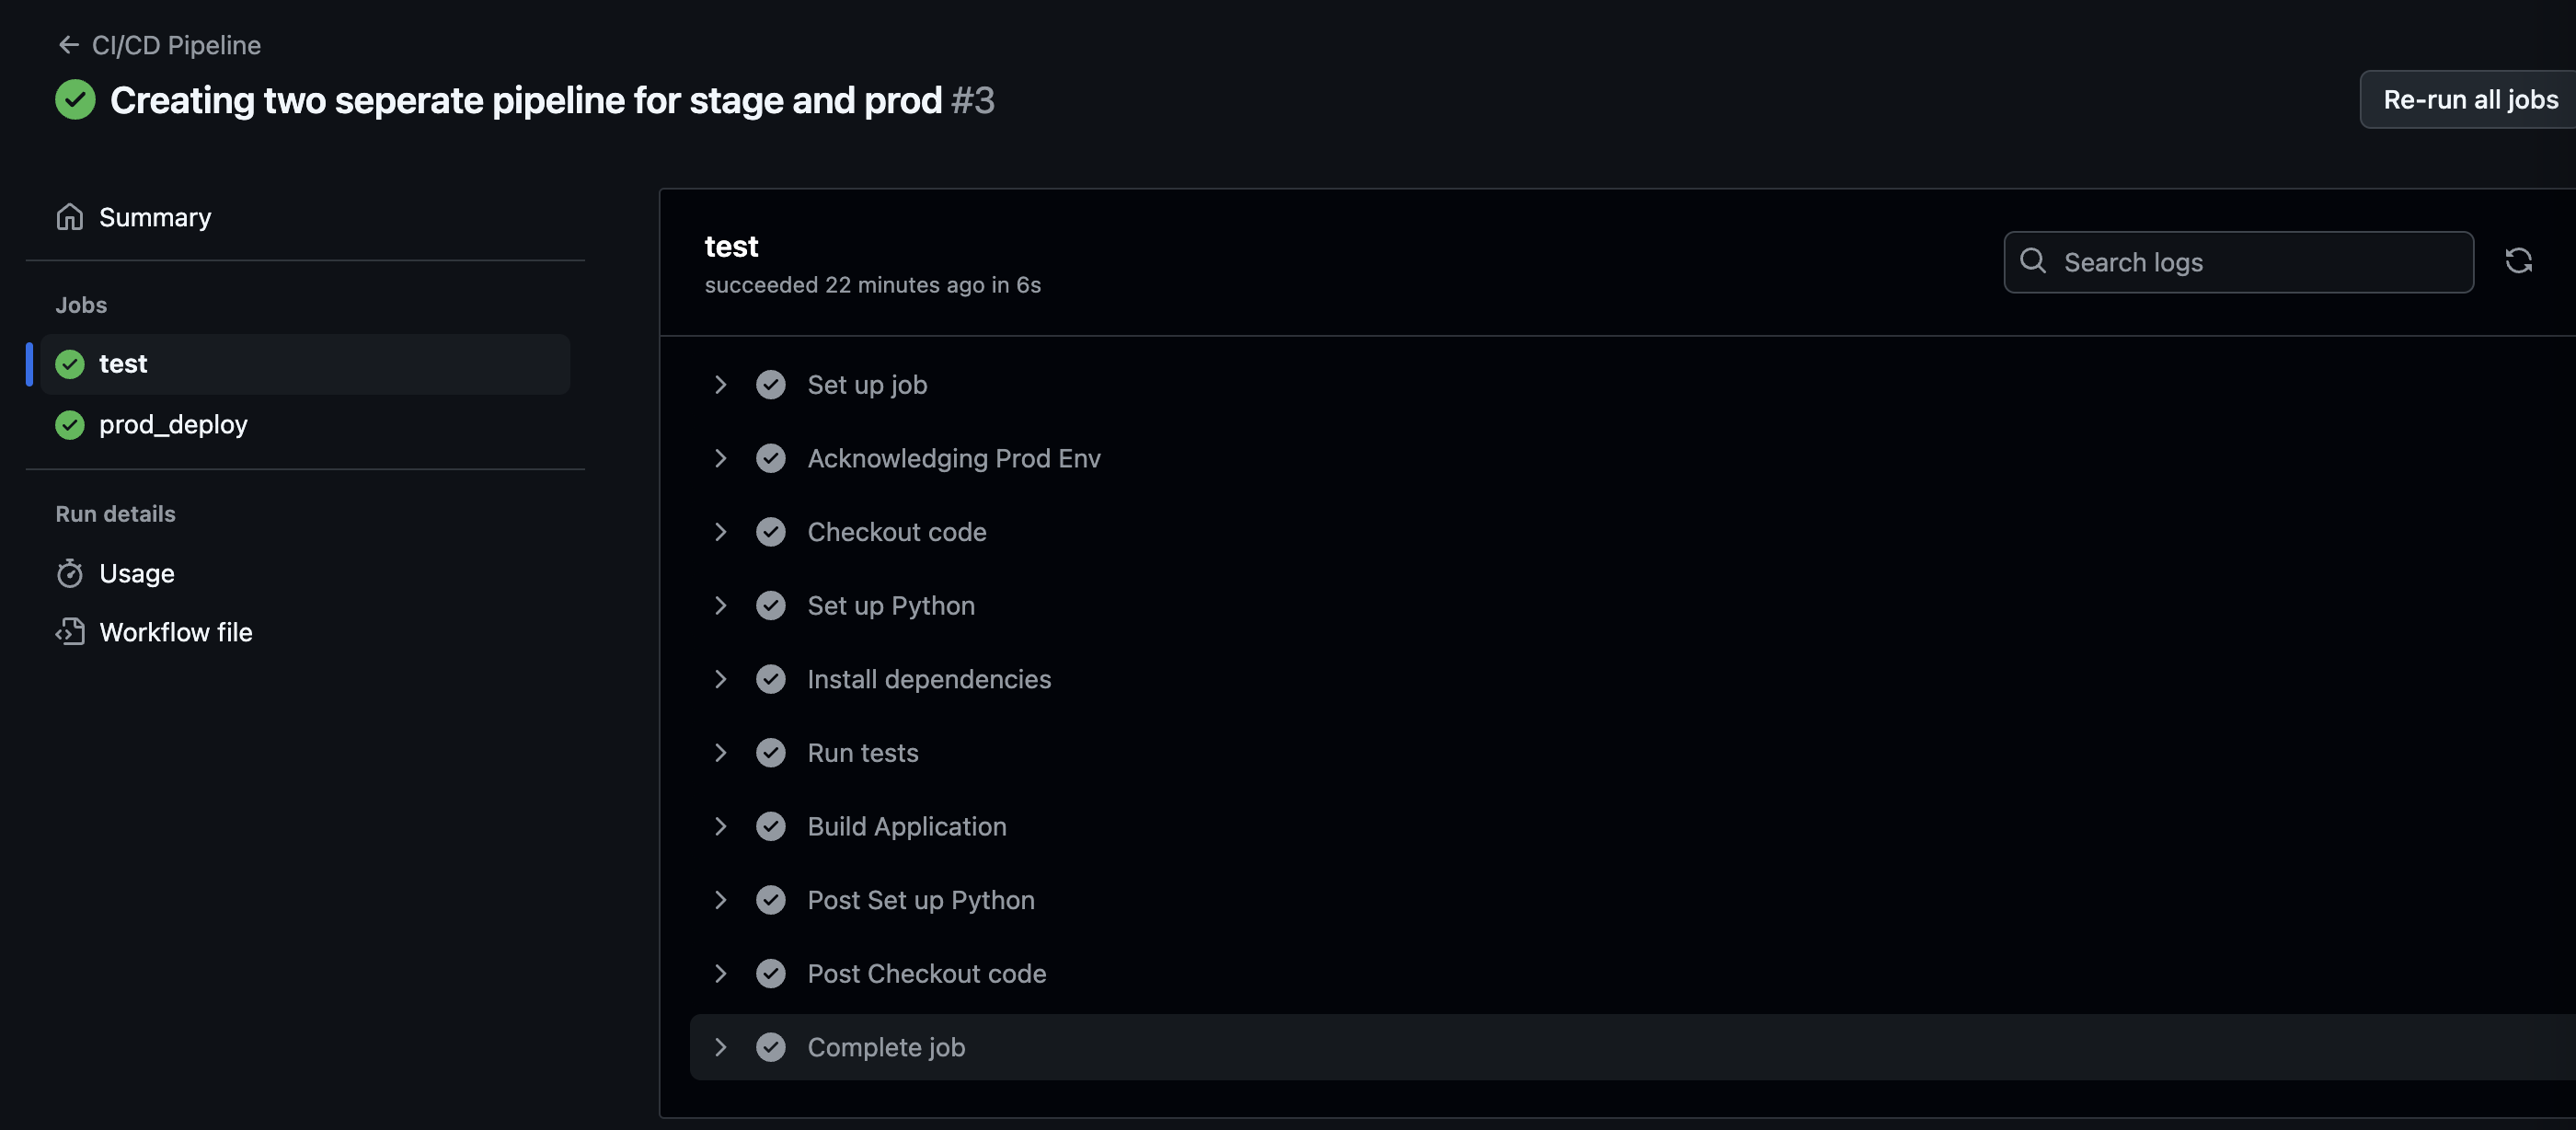 CI/CD Pipeline
Creating two seperate pipeline for stage and prod #3
Re-run all jobs
Summary
Jobs
test
prod_deploy
Run details
Usage
Workflow file
test
succeeded 22 minutes ago in 6s
Search logs
Set up job
Acknowledging Prod Env
Checkout code
Set up Python
Install dependencies
Run tests
Build Application
Post Set up Python
Post Checkout code
Complete job